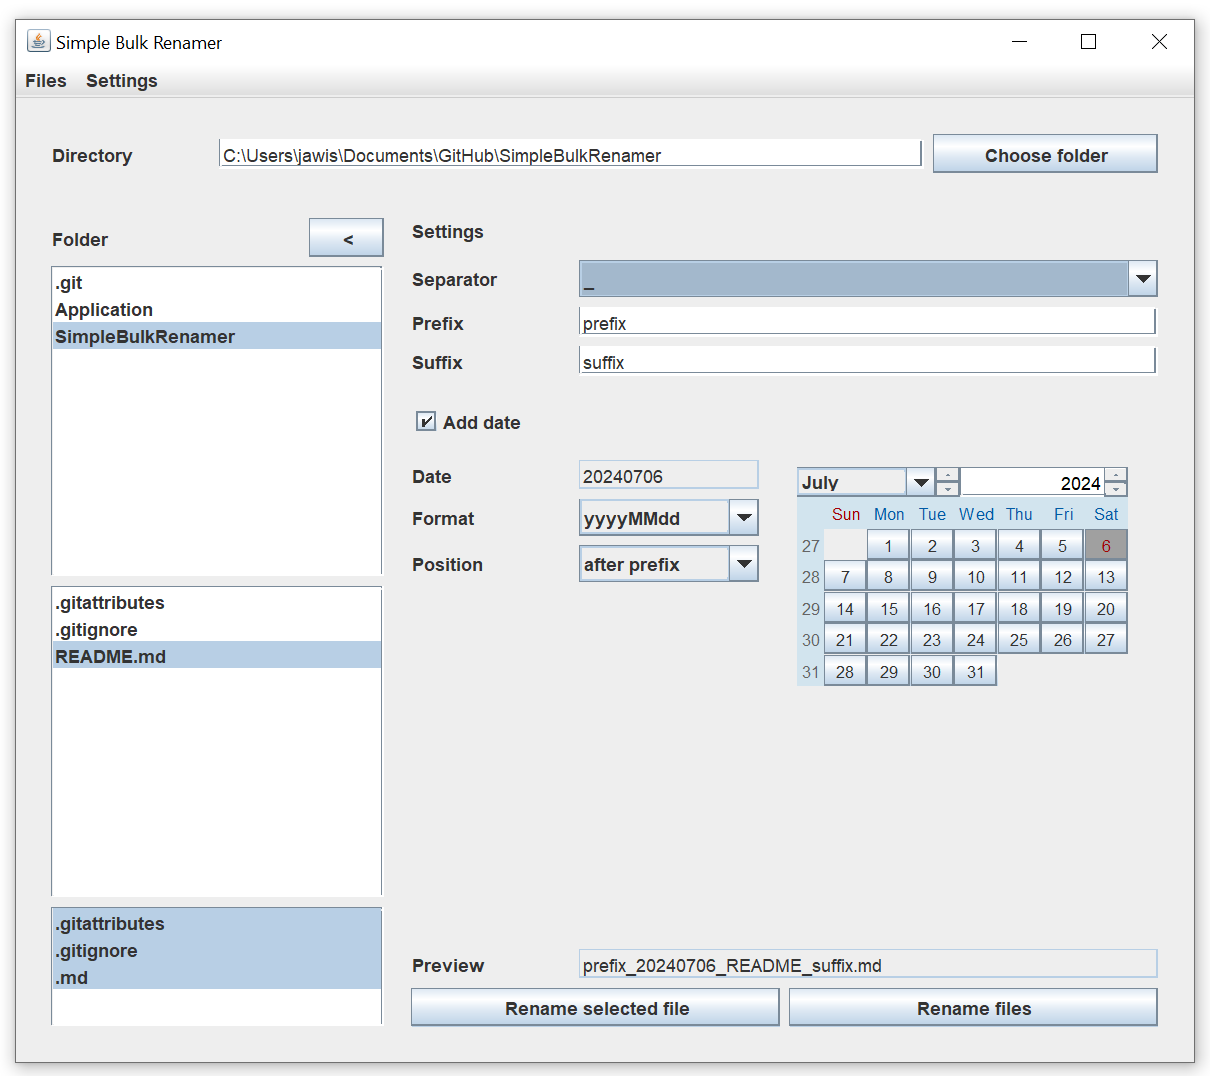 Simple Bulk Renamer
Files Settings
Directory C:\Users\jawis\Documents\GitHub\SimpleBulkRenamer Choose folder
Folder <
.git
Application
SimpleBulkRenamer
.gitattributes
.gitignore
README.md
.gitattributes
.gitignore
.md
Settings
Separator _
Prefix prefix
Suffix suffix
Add date
Date 20240706
Format yyyyMMdd
Position after prefix
July 2024
Sun Mon Tue Wed Thu Fri Sat
27 1 2 3 4 5 6
28 7 8 9 10 11 12 13
29 14 15 16 17 18 19 20
30 21 22 23 24 25 26 27
31 28 29 30 31
Preview prefix_20240706_README_suffix.md
Rename selected file Rename files